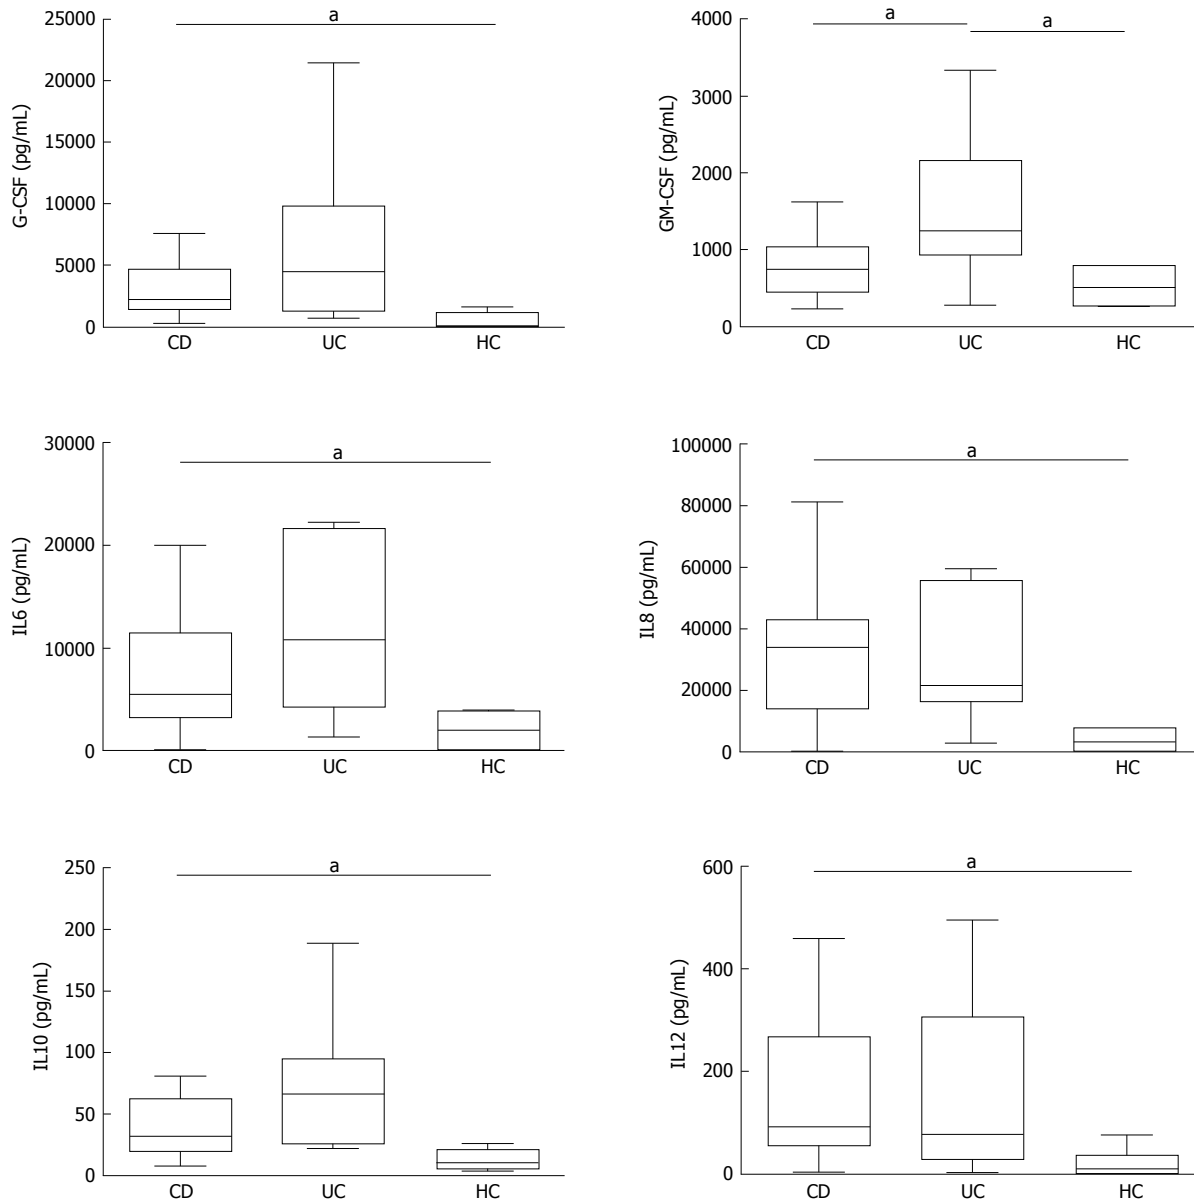 a
25000
20000
15000
10000
5000
0
G-CSF (pg/mL)
CD UC HC
a a
4000
3000
2000
1000
0
GM-CSF (pg/mL)
CD UC HC
a
30000
20000
10000
0
IL6 (pg/mL)
CD UC HC
a
100000
80000
60000
40000
20000
0
IL8 (pg/mL)
CD UC HC
a
250
200
150
100
50
0
IL10 (pg/mL)
CD UC HC
a
600
400
200
0
IL12 (pg/mL)
CD UC HC